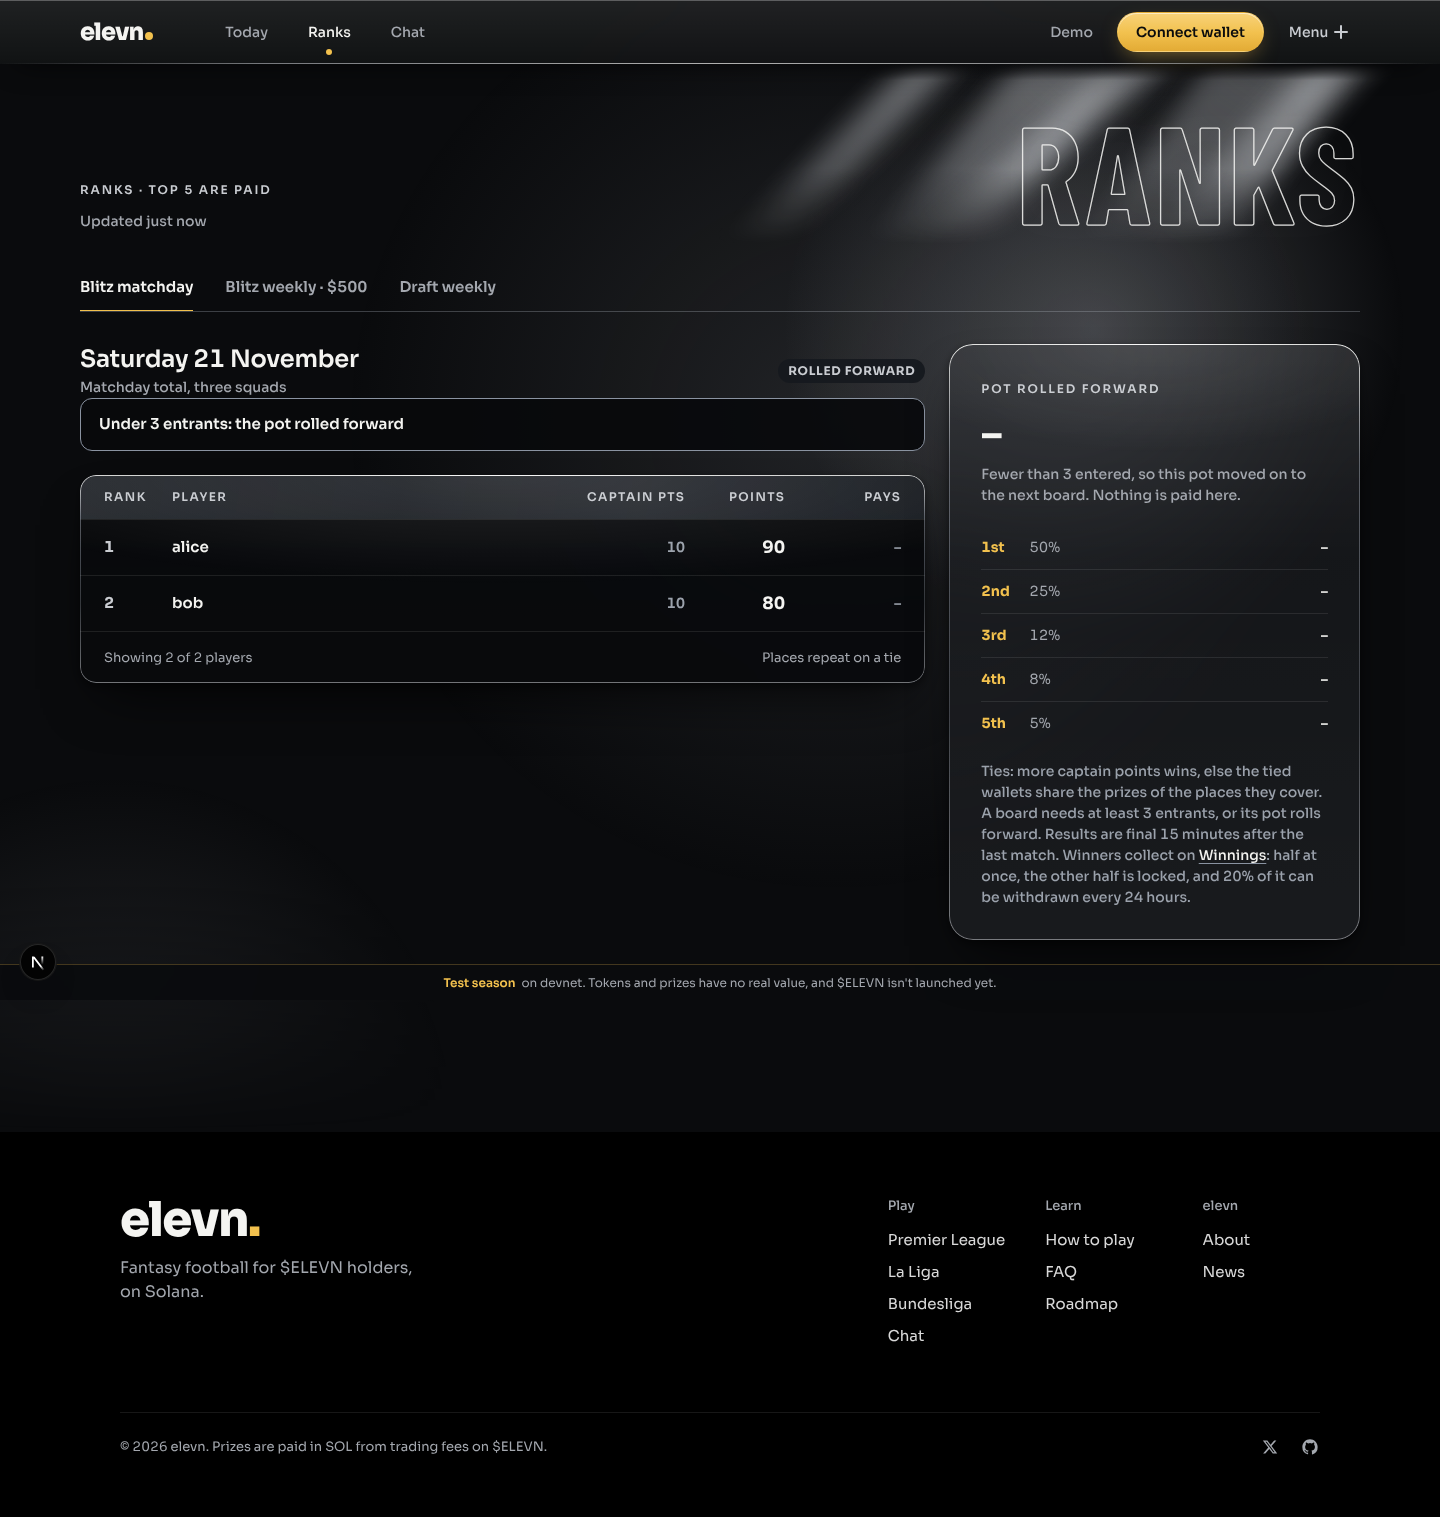 elevn.
Today
Ranks
Chat
Demo
Connect wallet
Menu
RANKS
RANKS · TOP 5 ARE PAID
Updated just now
Blitz matchday
Blitz weekly · $500
Draft weekly
Saturday 21 November
Matchday total, three squads
ROLLED FORWARD
Under 3 entrants: the pot rolled forward
RANK PLAYER CAPTAIN PTS POINTS PAYS
1 alice 10 90 –
2 bob 10 80 –
Showing 2 of 2 players
Places repeat on a tie
POT ROLLED FORWARD
–
Fewer than 3 entered, so this pot moved on to
the next board. Nothing is paid here.
1st 50% –
2nd 25% –
3rd 12% –
4th 8% –
5th 5% –
Ties: more captain points wins, else the tied
wallets share the prizes of the places they cover.
A board needs at least 3 entrants, or its pot rolls
forward. Results are final 15 minutes after the
last match. Winners collect on Winnings: half at
once, the other half is locked, and 20% of it can
be withdrawn every 24 hours.
N
Test season on devnet. Tokens and prizes have no real value, and $ELEVN isn't launched yet.
elevn.
Fantasy football for $ELEVN holders,
on Solana.
Play
Premier League
La Liga
Bundesliga
Chat
Learn
How to play
FAQ
Roadmap
elevn
About
News
© 2026 elevn. Prizes are paid in SOL from trading fees on $ELEVN.